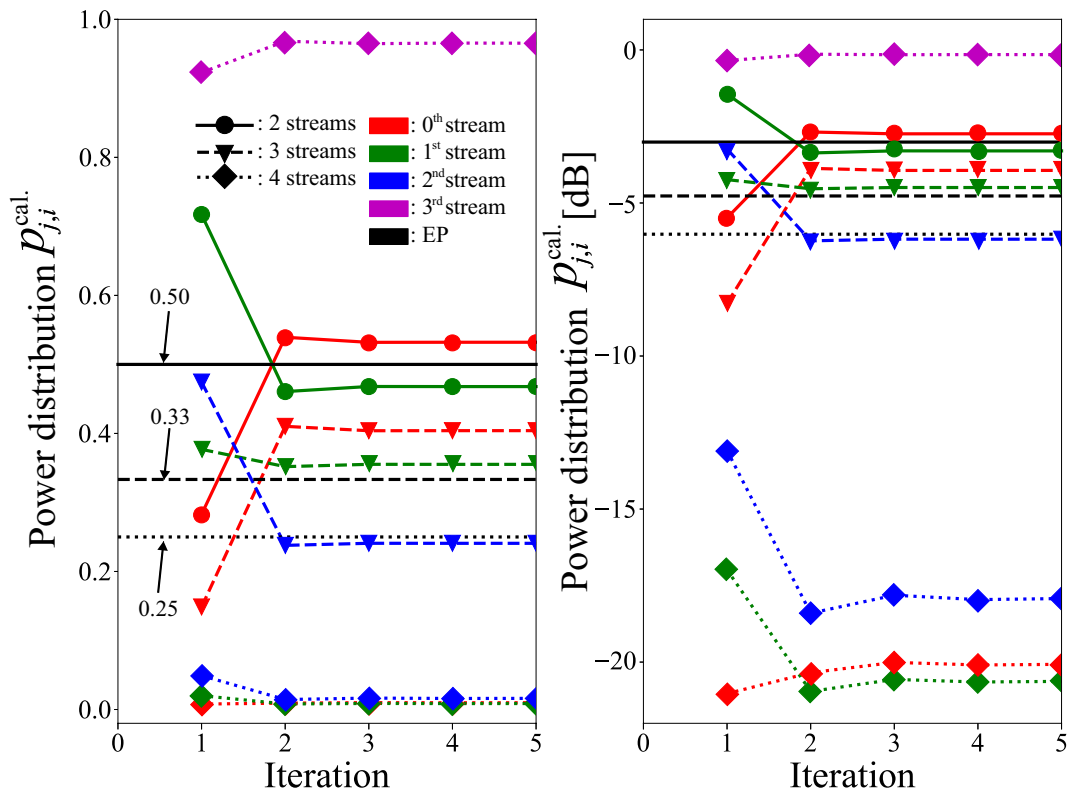 Power distribution p_{j,i}^{cal.}
1.0
0.8
0.6
0.4
0.2
0.0
0 1 2 3 4 5
Iteration
: 2 streams
: 3 streams
: 4 streams
: 0th stream
: 1st stream
: 2nd stream
: 3rd stream
: EP
0.50
0.33
0.25
Power distribution p_{j,i}^{cal.} [dB]
0
−5
−10
−15
−20
0 1 2 3 4 5
Iteration